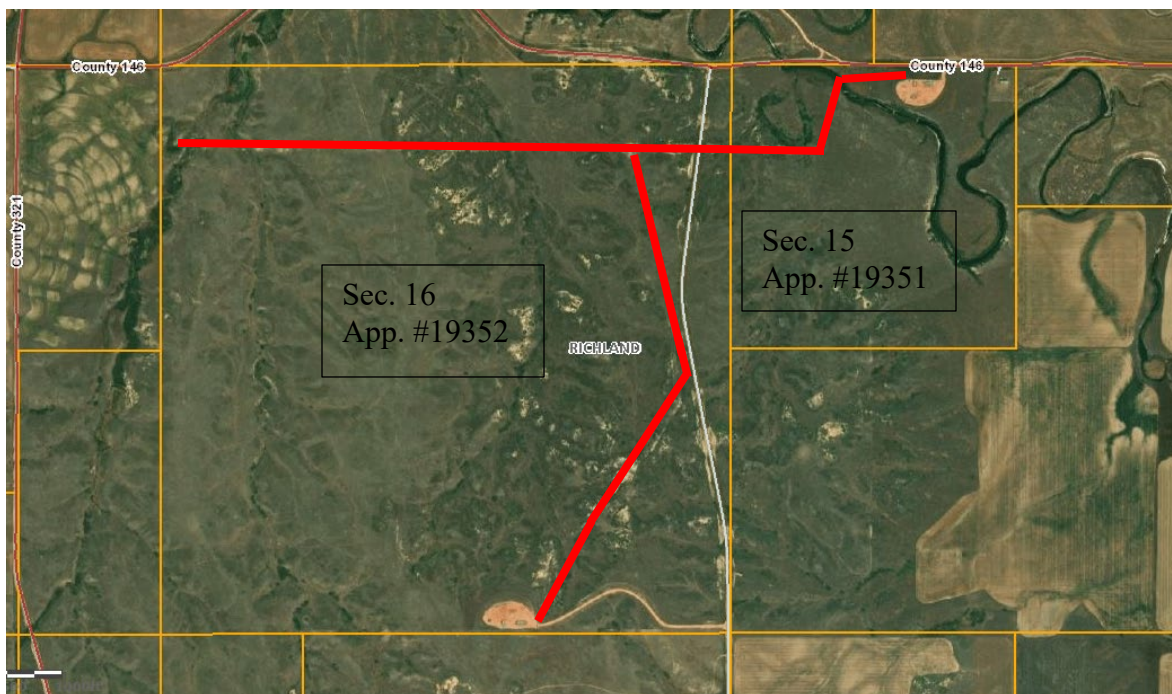 County 146
County 146
County 321
Sec. 15
App. #19351
Sec. 16
App. #19352
RICHLAND